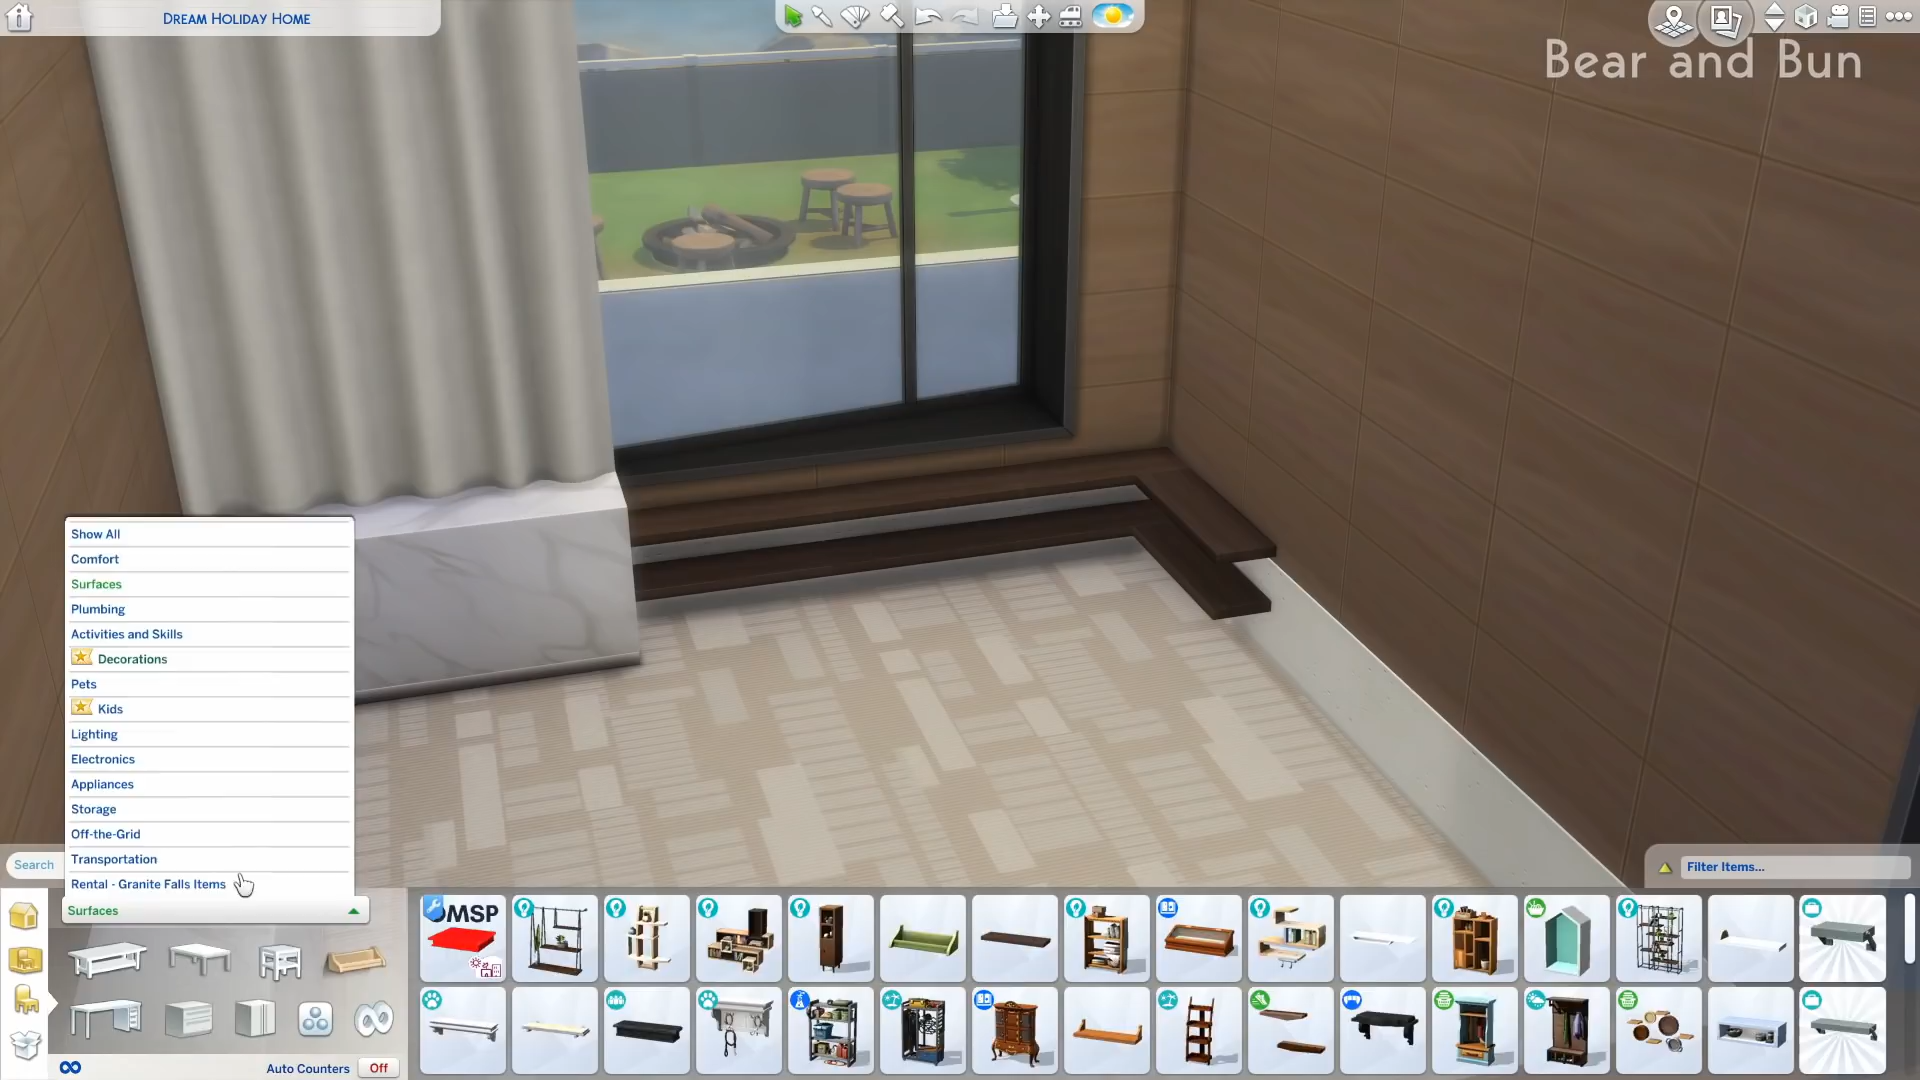 Dream Holiday Home
Bear and Bun
Show All
Comfort
Surfaces
Plumbing
Activities and Skills
Decorations
Pets
Kids
Lighting
Electronics
Appliances
Storage
Off-the-Grid
Transportation
Rental - Granite Falls Items
Search
Surfaces
Filter Items...
MSP
Auto Counters
Off